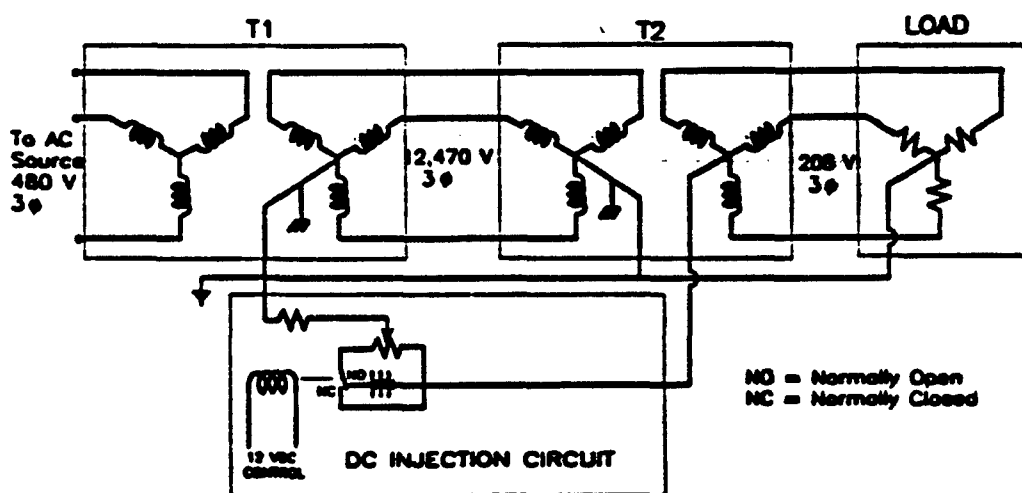 T1
T2
LOAD
To AC
Source
480 V
3ϕ
12,470 V
3ϕ
208 V
3ϕ
NO
NC
NO = Normally Open
NC = Normally Closed
12 VDC
CONTROL
DC INJECTION CIRCUIT